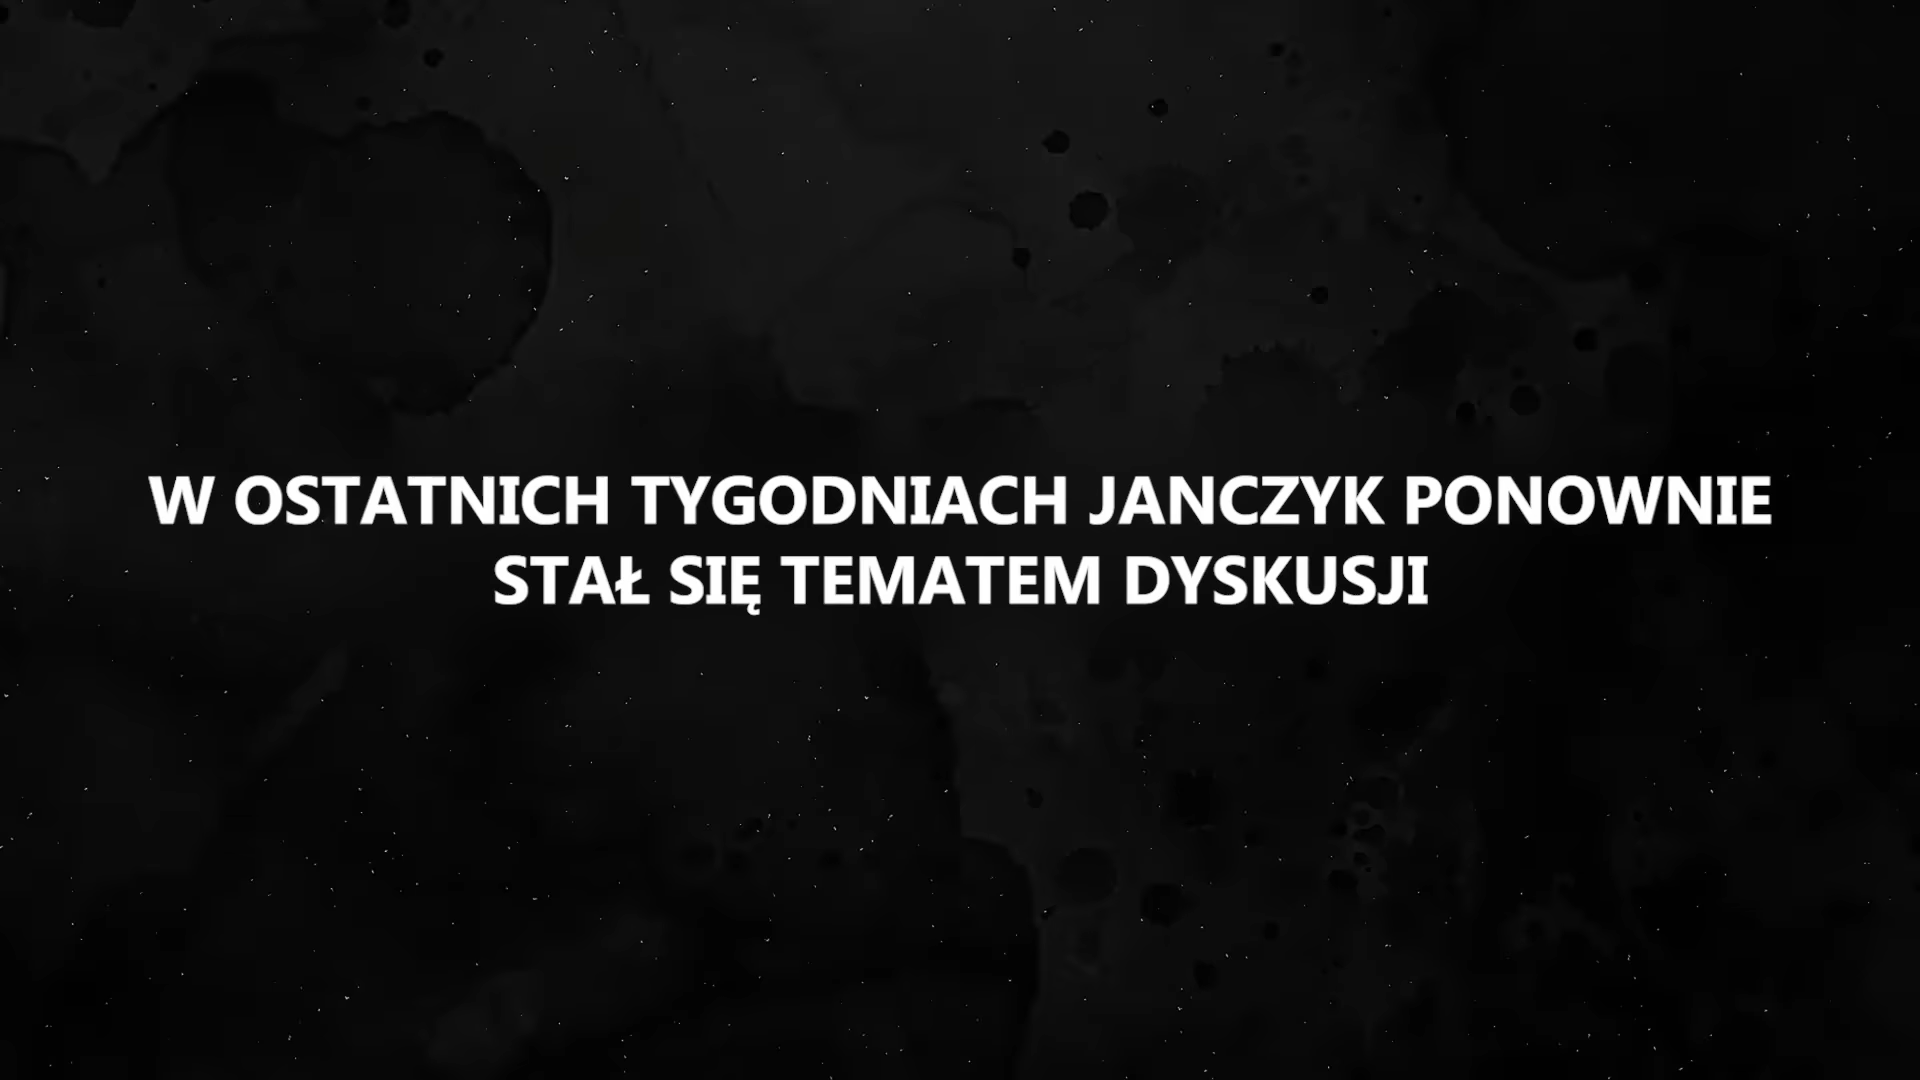 W OSTATNICH TYGODNIACH JANCZYK PONOWNIE
STAŁ SIĘ TEMATEM DYSKUSJI